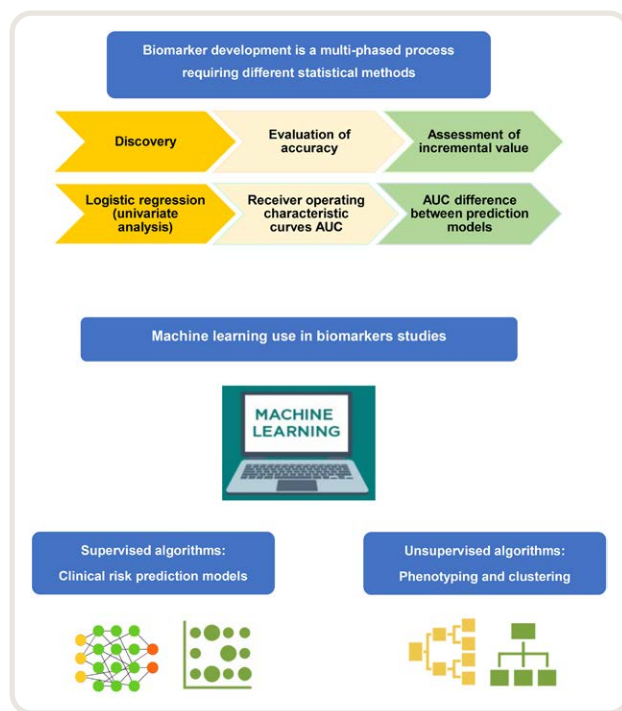 Biomarker development is a multi-phased process
requiring different statistical methods
Discovery
Evaluation of
accuracy
Assessment of
incremental value
Logistic regression
(univariate
analysis)
Receiver operating
characteristic
curves AUC
AUC difference
between prediction
models
Machine learning use in biomarkers studies
MACHINE
LEARNING
Supervised algorithms:
Clinical risk prediction models
Unsupervised algorithms:
Phenotyping and clustering